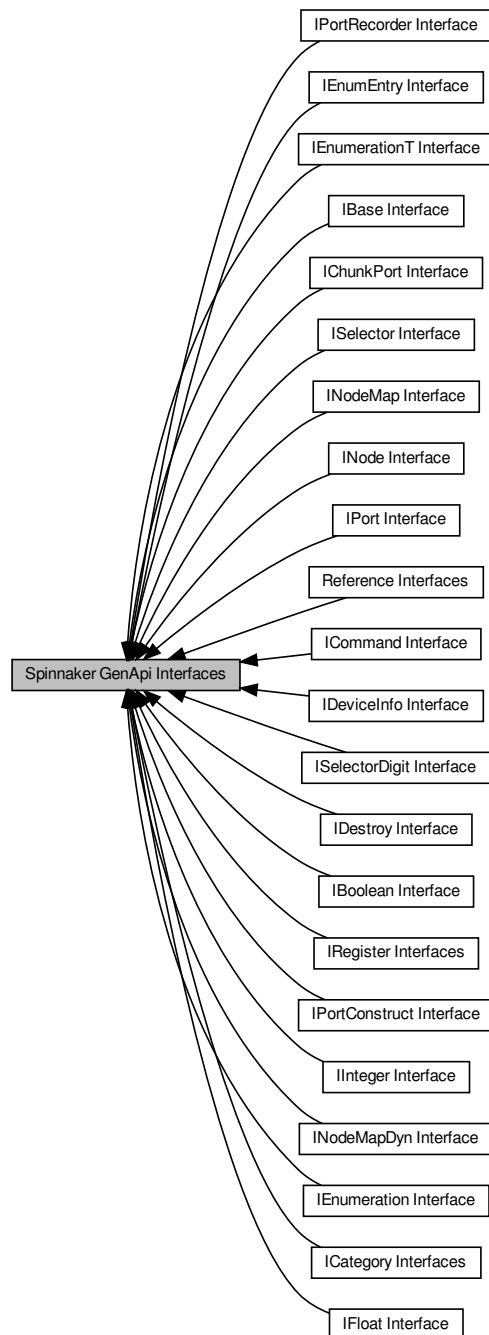 IPortRecorder Interface
IEnumEntry Interface
IEnumerationT Interface
IBase Interface
IChunkPort Interface
ISelector Interface
INodeMap Interface
INode Interface
IPort Interface
Reference Interfaces
ICommand Interface
Spinnaker GenApi Interfaces
IDeviceInfo Interface
ISelectorDigit Interface
IDestroy Interface
IBoolean Interface
IRegister Interfaces
IPortConstruct Interface
IInteger Interface
INodeMapDyn Interface
IEnumeration Interface
ICategory Interfaces
IFloat Interface